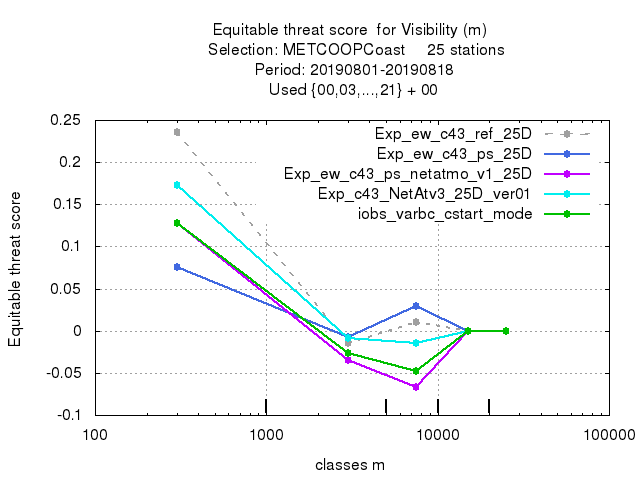 Equitable threat score  for Visibility (m)
Selection: METCOOPCoast     25 stations
Period: 20190801-20190818
Used {00,03,...,21} + 00
Equitable threat score
0.25
0.2
0.15
0.1
0.05
0
-0.05
-0.1
Exp_ew_c43_ref_25D
Exp_ew_c43_ps_25D
Exp_ew_c43_ps_netatmo_v1_25D
Exp_c43_NetAtv3_25D_ver01
iobs_varbc_cstart_mode
100 1000 10000 100000
classes m